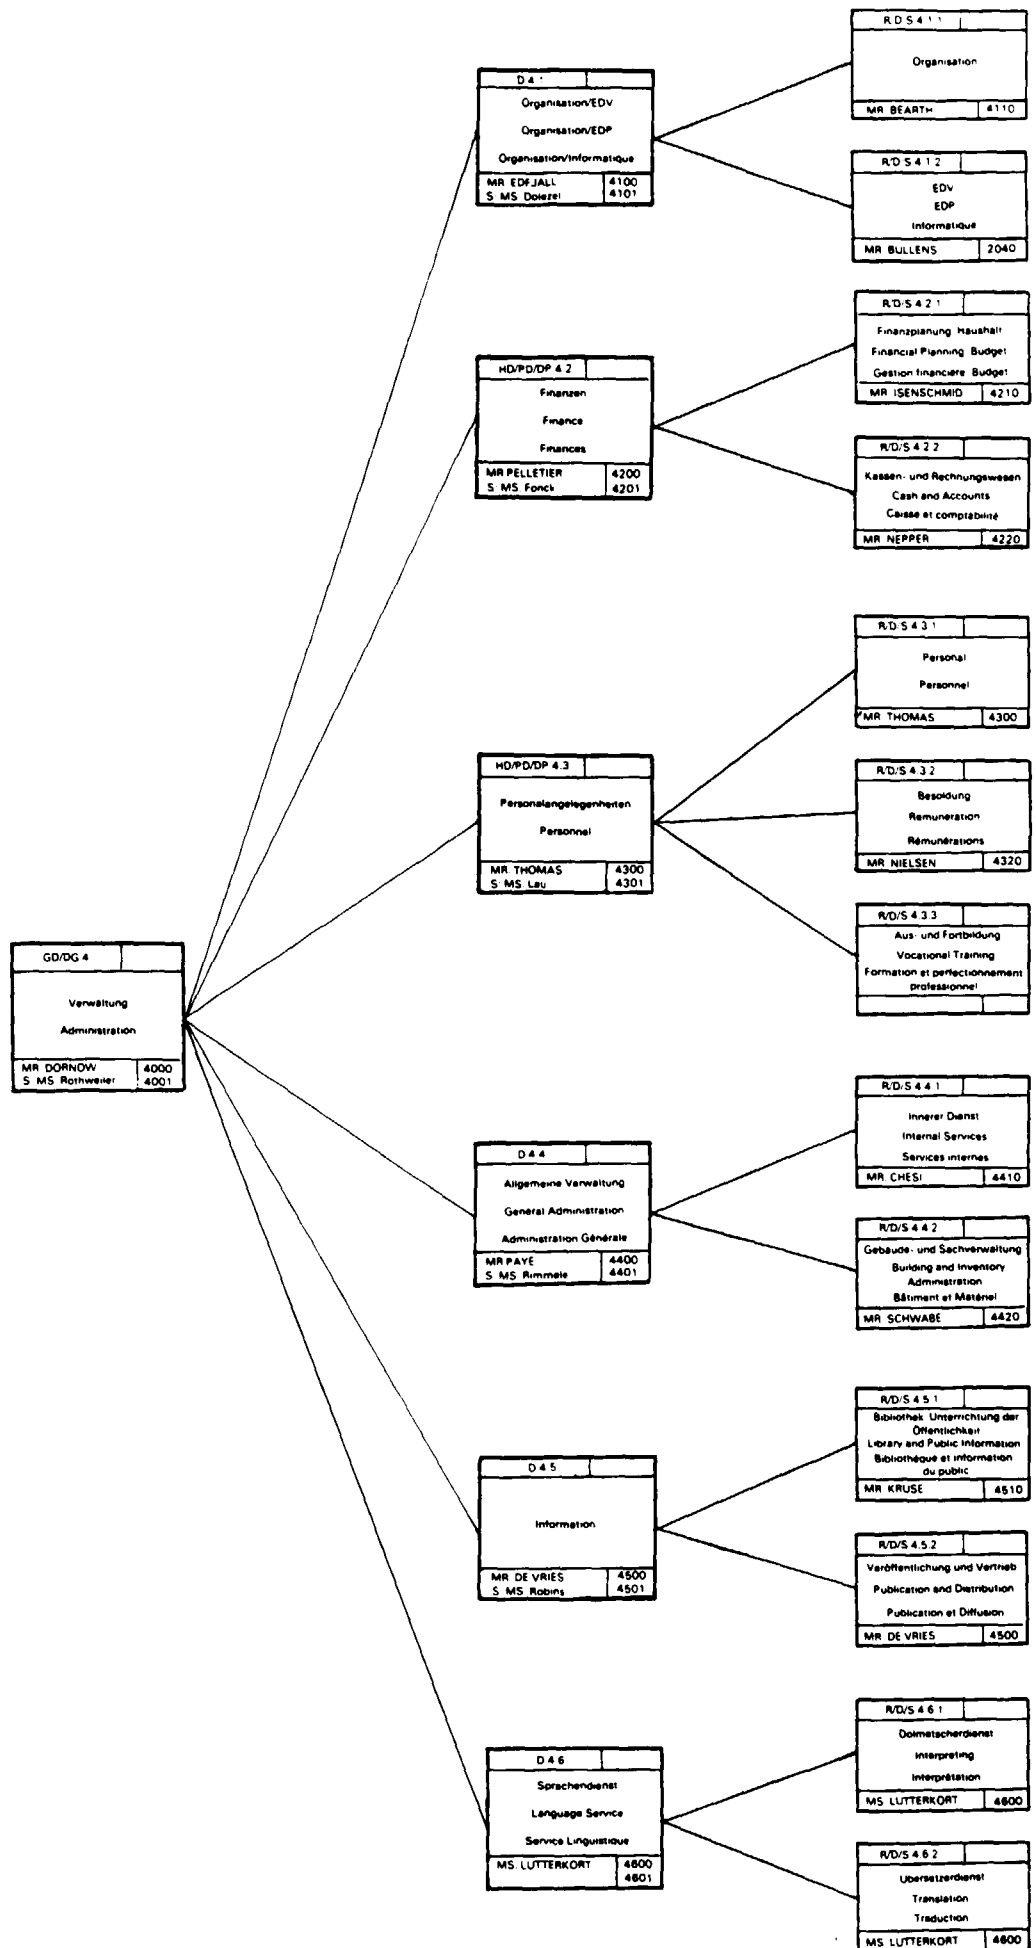 GD/DG 4
Verwaltung
Administration
MR DORNOW 4000
S MS Rothweiler 4001
D 4.1
Organisation/EDV
Organisation/EDP
Organisation/Informatique
MR EDFJALL 4100
S MS Dolezel 4101
R/D/S 4.1.1
Organisation
MR BEARTH 4110
R/D/S 4.1.2
EDV
EDP
Informatique
MR BULLENS 2040
HD/PD/DP 4.2
Finanzen
Finance
Finances
MR PELLETIER 4200
S: MS. Fonck 4201
R/D/S 4.2.1
Finanzplanung Haushalt
Financial Planning Budget
Gestion financière Budget
MR ISENSCHMID 4210
R/D/S 4.2.2
Kassen- und Rechnungswesen
Cash and Accounts
Caisse et comptabilité
MR NEPPER 4220
HD/PD/DP 4.3
Personalangelegenheiten
Personnel
MR. THOMAS 4300
S: MS. Lau 4301
R/D/S 4.3.1
Personal
Personnel
MR THOMAS 4300
R/D/S 4.3.2
Besoldung
Remuneration
Rémunérations
MR NIELSEN 4320
R/D/S 4.3.3
Aus- und Fortbildung
Vocational Training
Formation et perfectionnement
professionnel
D 4.4
Allgemeine Verwaltung
General Administration
Administration Générale
MR PAYE 4400
S MS. Rimmele 4401
R/D/S 4.4.1
Innerer Dienst
Internal Services
Services internes
MR. CHESI 4410
R/D/S 4.4.2
Gebäude- und Sachverwaltung
Building and Inventory
Administration
Bâtiment et Matériel
MR SCHWABE 4420
D 4.5
Information
MR DE VRIES 4500
S MS. Robins 4501
R/D/S 4.5.1
Bibliothek Unterrichtung der
Öffentlichkeit
Library and Public Information
Bibliothèque et information
du public
MR KRUSE 4510
R/D/S 4.5.2
Veröffentlichung und Vertrieb
Publication and Distribution
Publication et Diffusion
MR DE VRIES 4500
D 4.6
Sprachendienst
Language Service
Service Linguistique
MS. LUTTERKORT 4600
4601
R/D/S 4.6.1
Dolmetscherdienst
Interpreting
Interprétation
MS LUTTERKORT 4600
R/D/S 4.6.2
Übersetzerdienst
Translation
Traduction
MS LUTTERKORT 4600